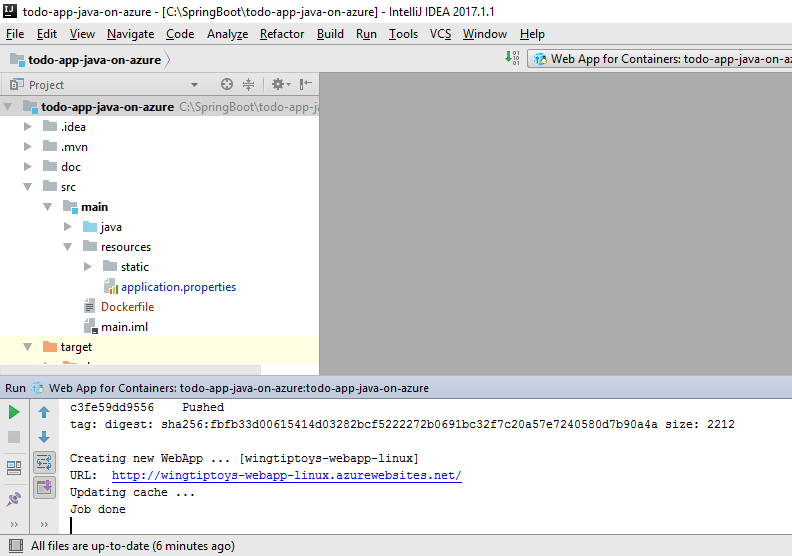 todo-app-java-on-azure - [C:\SpringBoot\todo-app-java-on-azure] - IntelliJ IDEA 2017.1.1
File Edit View Navigate Code Analyze Refactor Build Run Tools VCS Window Help
todo-app-java-on-azure Web App for Containers: todo-app-java-on-az
Project
todo-app-java-on-azure C:\SpringBoot\todo-app-ja
.idea
.mvn
doc
src
main
java
resources
static
application.properties
Dockerfile
main.iml
target
Run Web App for Containers: todo-app-java-on-azure:todo-app-java-on-azure
c3fe59dd9556 Pushed
tag: digest: sha256:fbfb33d00615414d03282bcf5222272b0691bc32f7c20a57e7240580d7b90a4a size: 2212
Creating new WebApp ... [wingtiptoys-webapp-linux]
URL: http://wingtiptoys-webapp-linux.azurewebsites.net/
Updating cache ...
Job done
All files are up-to-date (6 minutes ago)